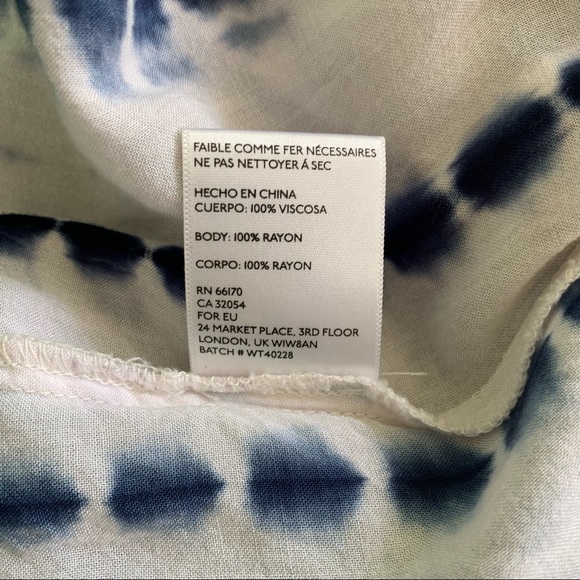 FAIBLE COMME FER NÉCESSAIRES
NE PAS NETTOYER Á SEC
HECHO EN CHINA
CUERPO: 100% VISCOSA
BODY: 100% RAYON
CORPO: 100% RAYON
RN 66170
CA 32054
FOR EU
24 MARKET PLACE, 3RD FLOOR
LONDON, UK WIW8AN
BATCH # WT40228